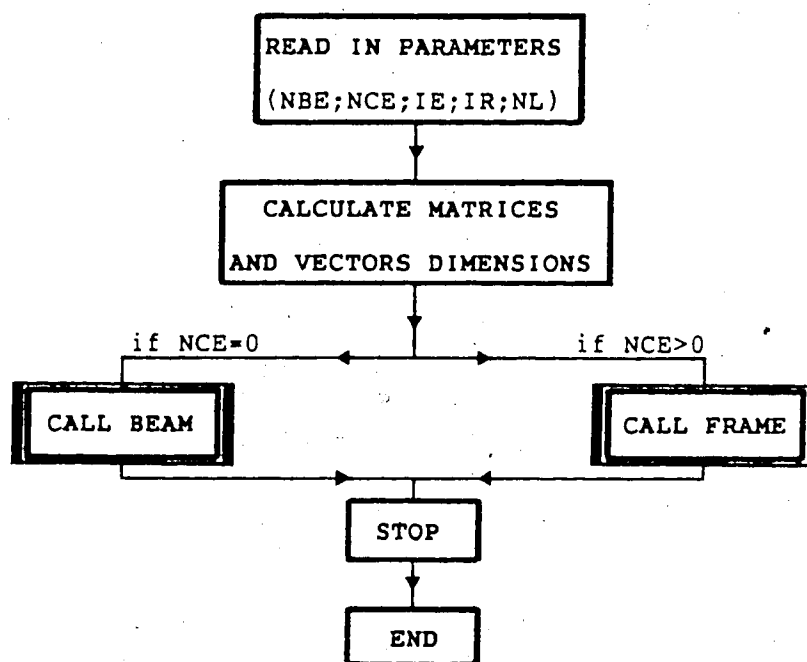 READ IN PARAMETERS
(NBE;NCE;IE;IR;NL)
CALCULATE MATRICES
AND VECTORS DIMENSIONS
if NCE=0
if NCE>0
CALL BEAM
CALL FRAME
STOP
END